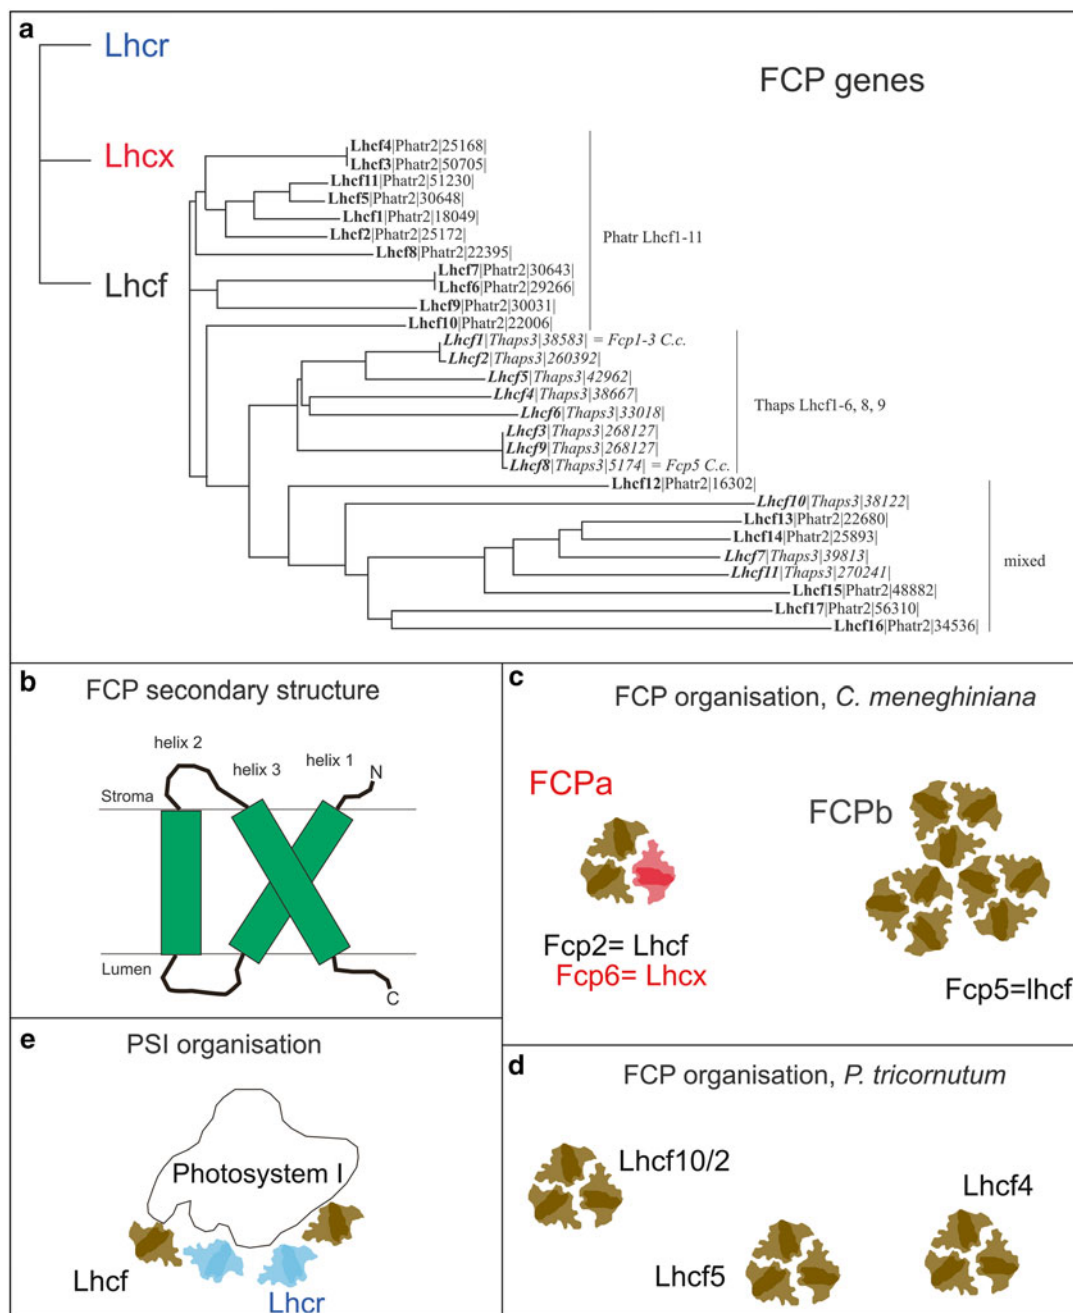 a
Lhcr
FCP genes
Lhcx
Lhcf
Lhcf4|Phatr2|25168|
Lhcf3|Phatr2|50705|
Lhcf11|Phatr2|51230|
Lhcf5|Phatr2|30648|
Lhcf1|Phatr2|18049|
Lhcf2|Phatr2|25172|
Lhcf8|Phatr2|22395|
Lhcf7|Phatr2|30643|
Lhcf6|Phatr2|29266|
Lhcf9|Phatr2|30031|
Lhcf10|Phatr2|22006|
Phatr Lhcf1-11
Lhcf1|Thaps3|38583| = Fcp1-3 C.c.
Lhcf2|Thaps3|260392|
Lhcf5|Thaps3|42962|
Lhcf4|Thaps3|38667|
Lhcf6|Thaps3|33018|
Lhcf3|Thaps3|268127|
Lhcf9|Thaps3|268127|
Lhcf8|Thaps3|5174| = Fcp5 C.c.
Thaps Lhcf1-6, 8, 9
Lhcf12|Phatr2|16302|
Lhcf10|Thaps3|38122|
Lhcf13|Phatr2|22680|
Lhcf14|Phatr2|25893|
Lhcf7|Thaps3|39813|
Lhcf11|Thaps3|270241|
Lhcf15|Phatr2|48882|
Lhcf17|Phatr2|56310|
Lhcf16|Phatr2|34536|
mixed
b
FCP secondary structure
helix 2
helix 3
helix 1
N
Stroma
Lumen
C
c
FCP organisation, C. meneghiniana
FCPa
FCPb
Fcp2= Lhcf
Fcp6= Lhcx
Fcp5=lhcf
e
PSI organisation
Photosystem I
Lhcf
Lhcr
d
FCP organisation, P. tricornutum
Lhcf10/2
Lhcf4
Lhcf5